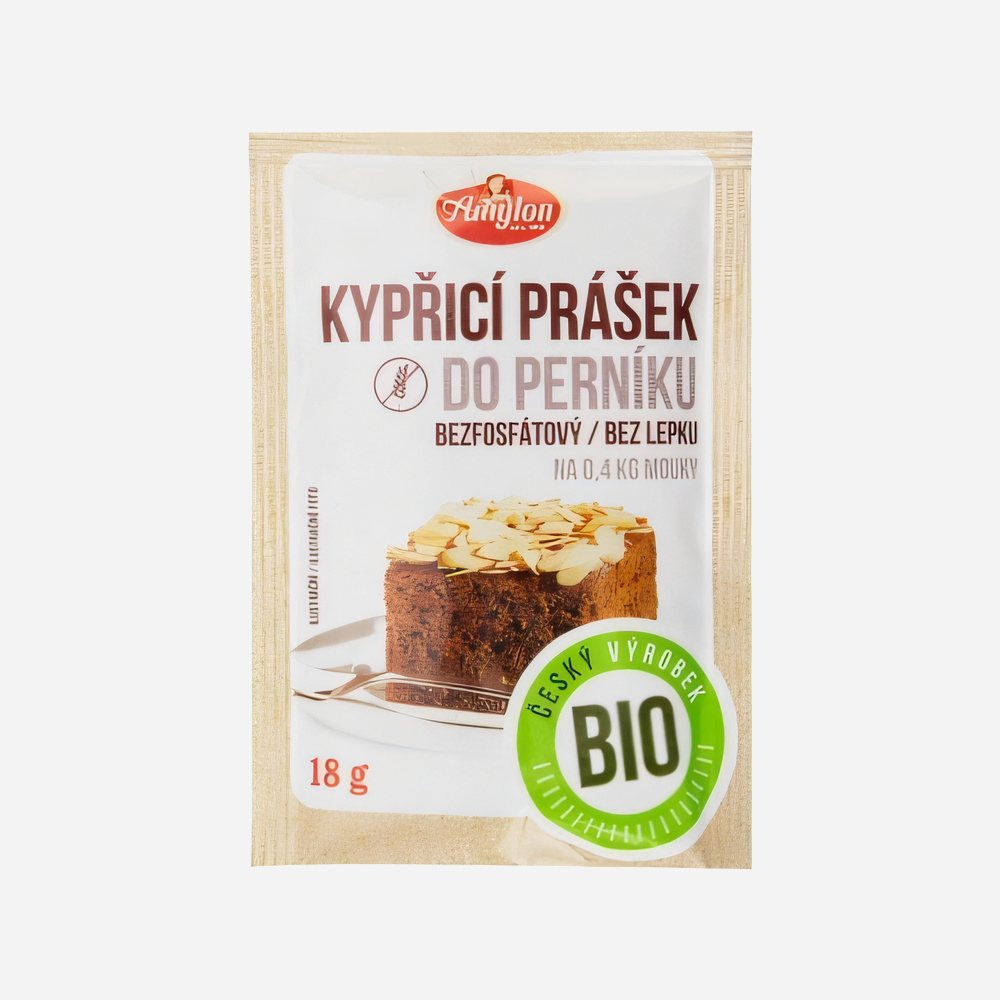 Amylon
KYPŘICÍ PRÁŠEK
DO PERNÍKU
BEZFOSFÁTOVÝ / BEZ LEPKU
NA 0,4 KG MOUKY
ČESKÝ VÝROBEK
BIO
18 g